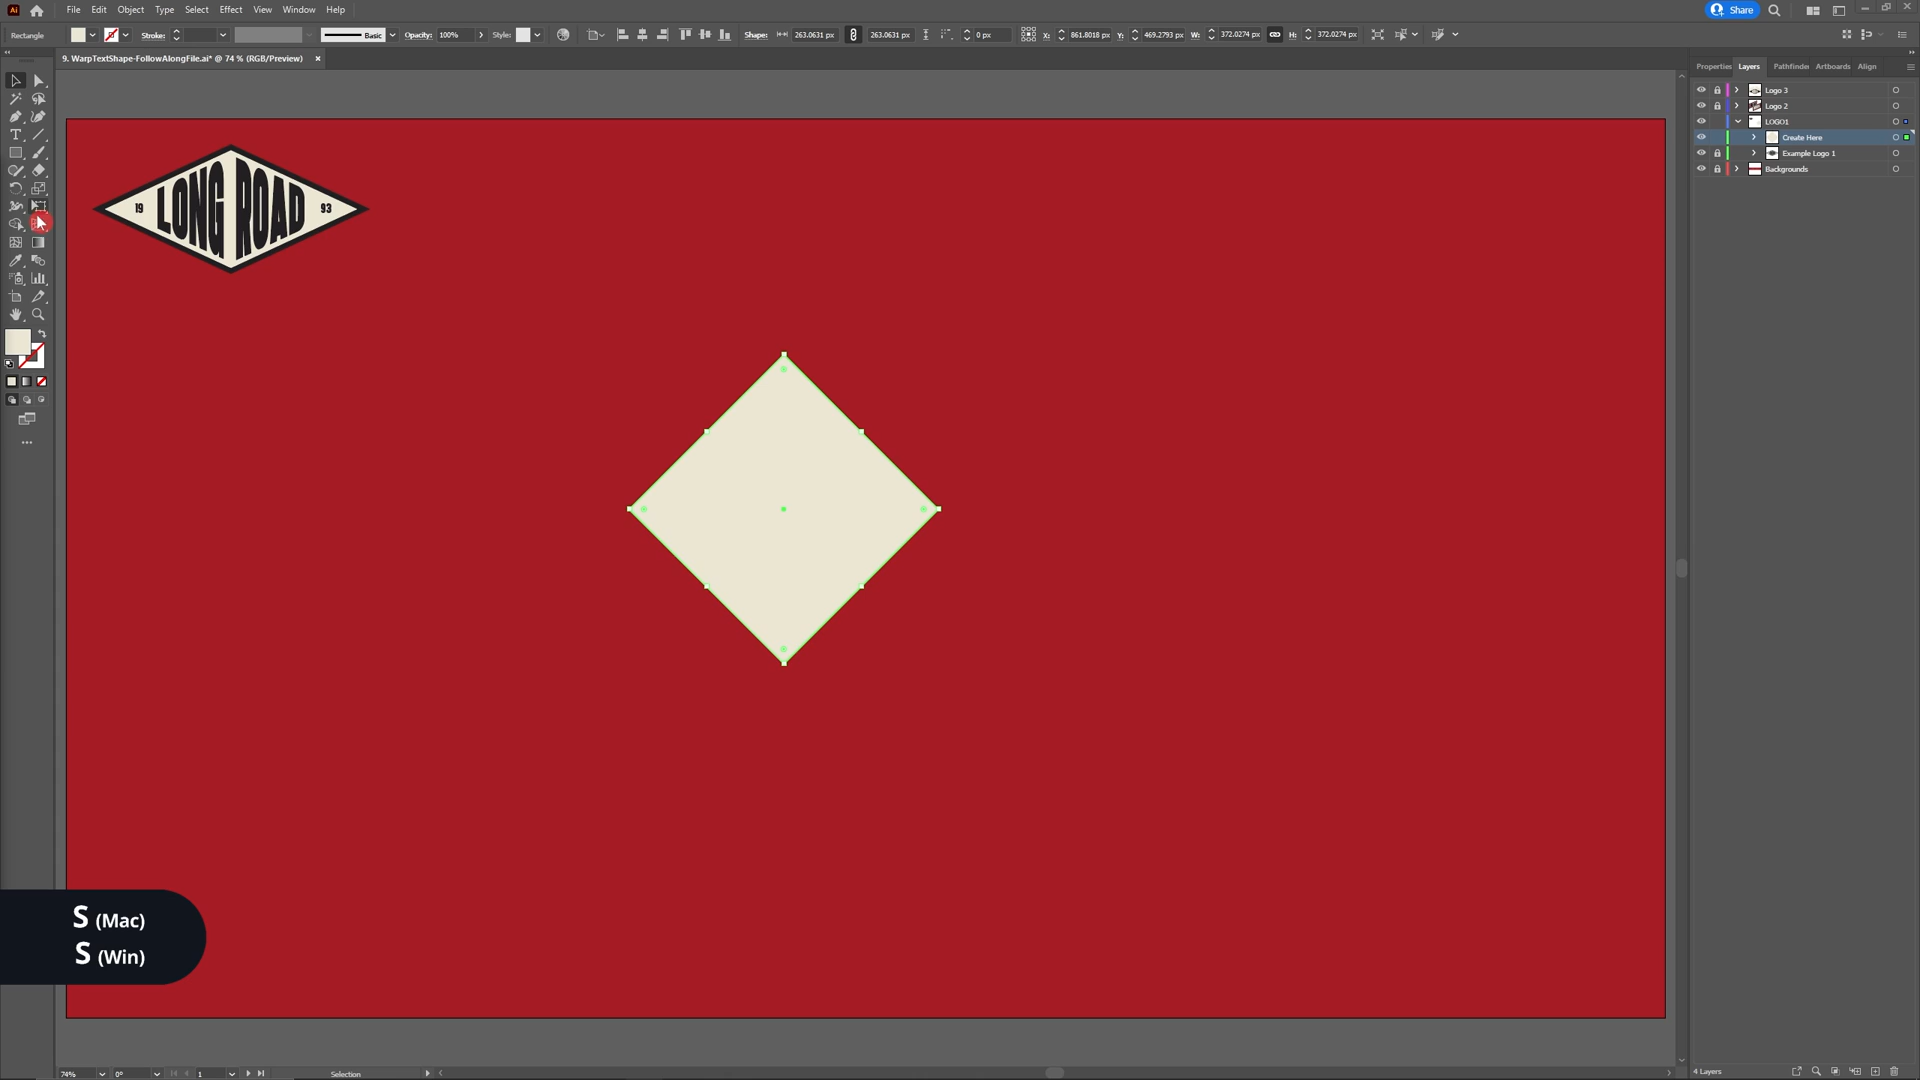 Ai File Edit Object Type Select Effect View Window Help Share
Rectangle Stroke: Basic Opacity: 100% Style: Shape: 263.0631 px 263.0631 px 0 px X: 861.8018 px Y: 469.2793 px W: 372.0274 px H: 372.0274 px
9. WarpTextShape-FollowAlongFile.ai* @ 74 % (RGB/Preview) ×
Properties Layers Pathfinder Artboards Align
Logo 3
Logo 2
LOGO1
Create Here
Example Logo 1
Backgrounds
19 LONG ROAD 93
S (Mac)
S (Win)
74% 0° 1 Selection
4 Layers